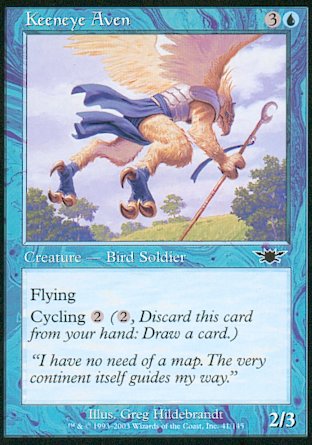 Keeneye Aven 3
Creature — Bird Soldier
Flying
Cycling 2 (2, Discard this card
from your hand: Draw a card.)
"I have no need of a map. The very
continent itself guides my way."
Illus. Greg Hildebrandt
™ & © 1993-2003 Wizards of the Coast, Inc. 41/145
2/3